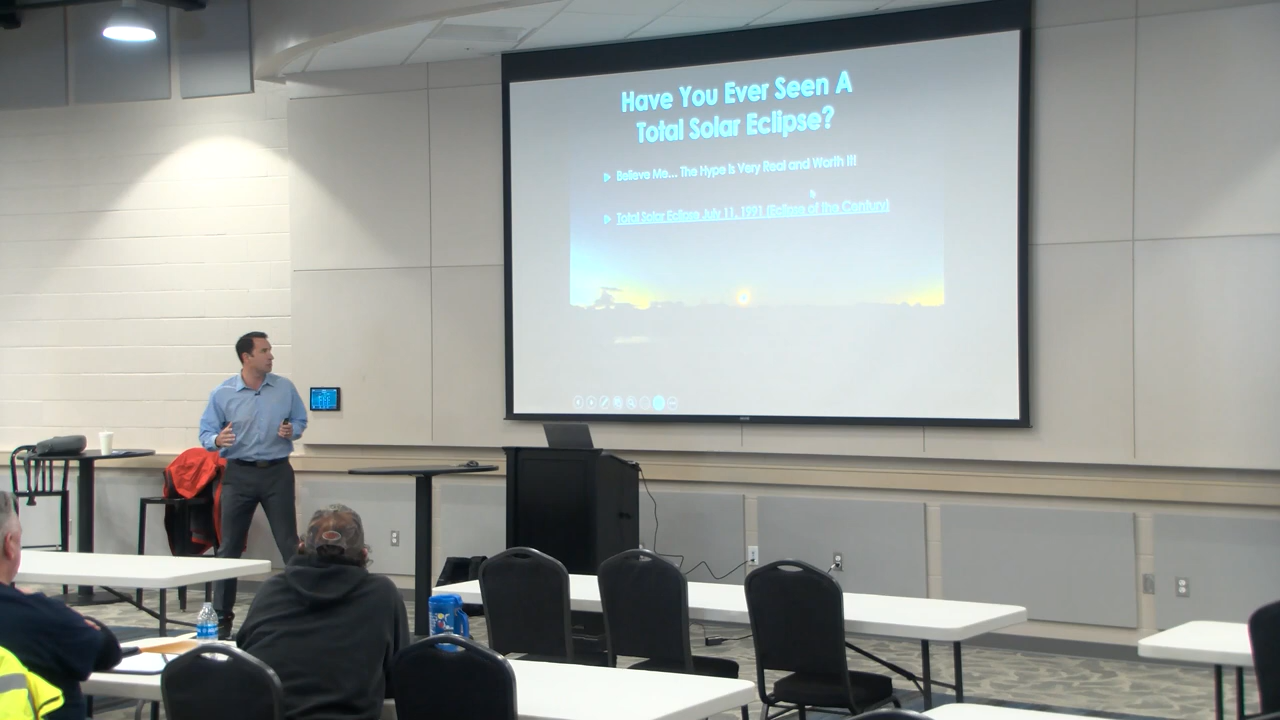 Have You Ever Seen A
Total Solar Eclipse?
Believe Me... The Hype Is Very Real and Worth It!
Total Solar Eclipse July 11, 1991 (Eclipse of the Century)